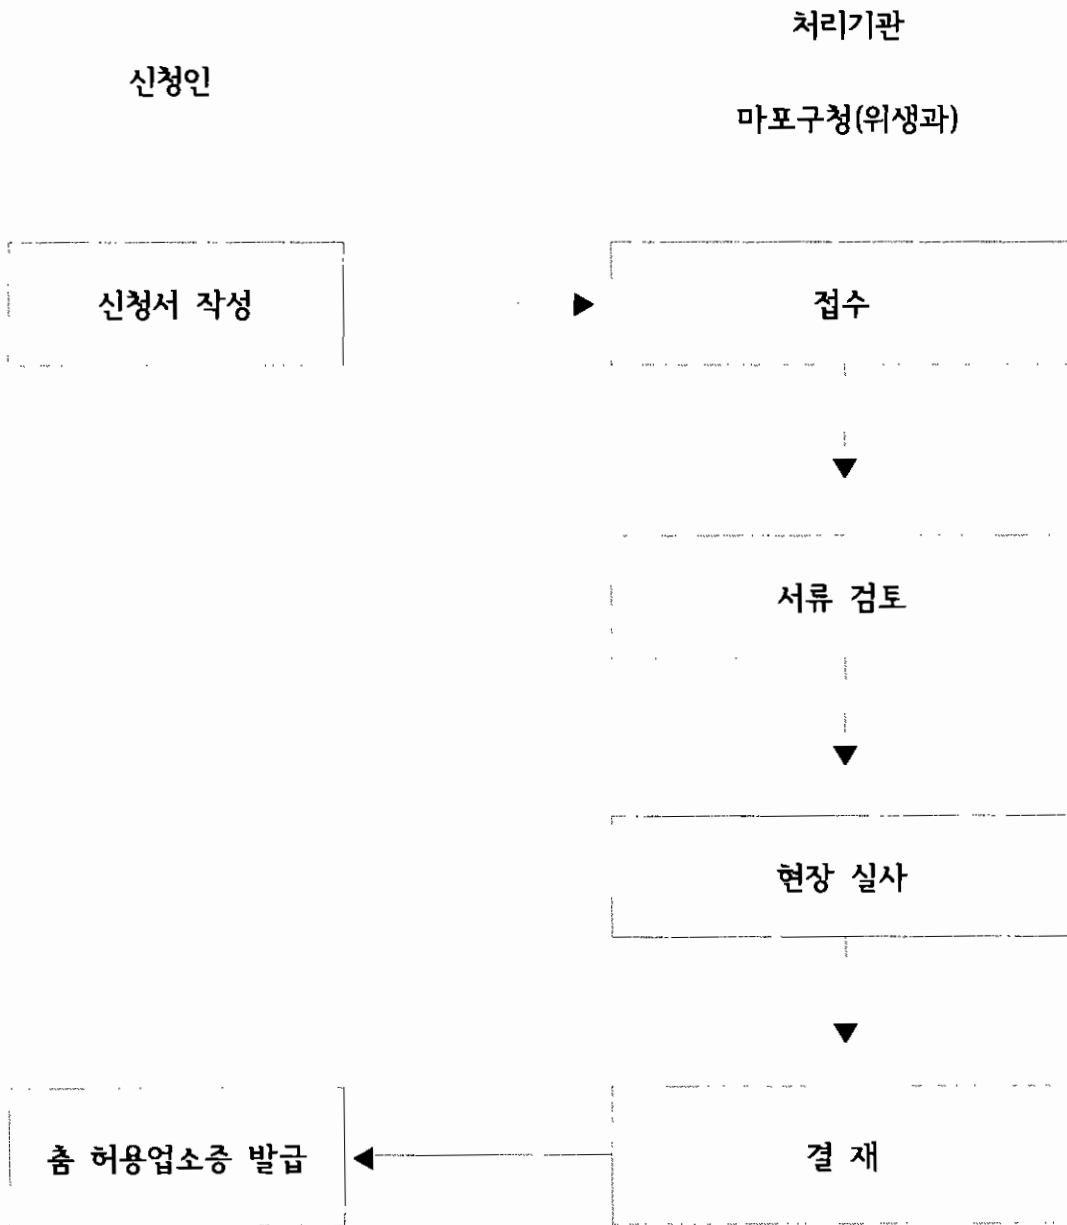 처리기관
신청인
마포구청(위생과)
신청서 작성
접수
서류 검토
현장 실사
춤 허용업소증 발급
결 재